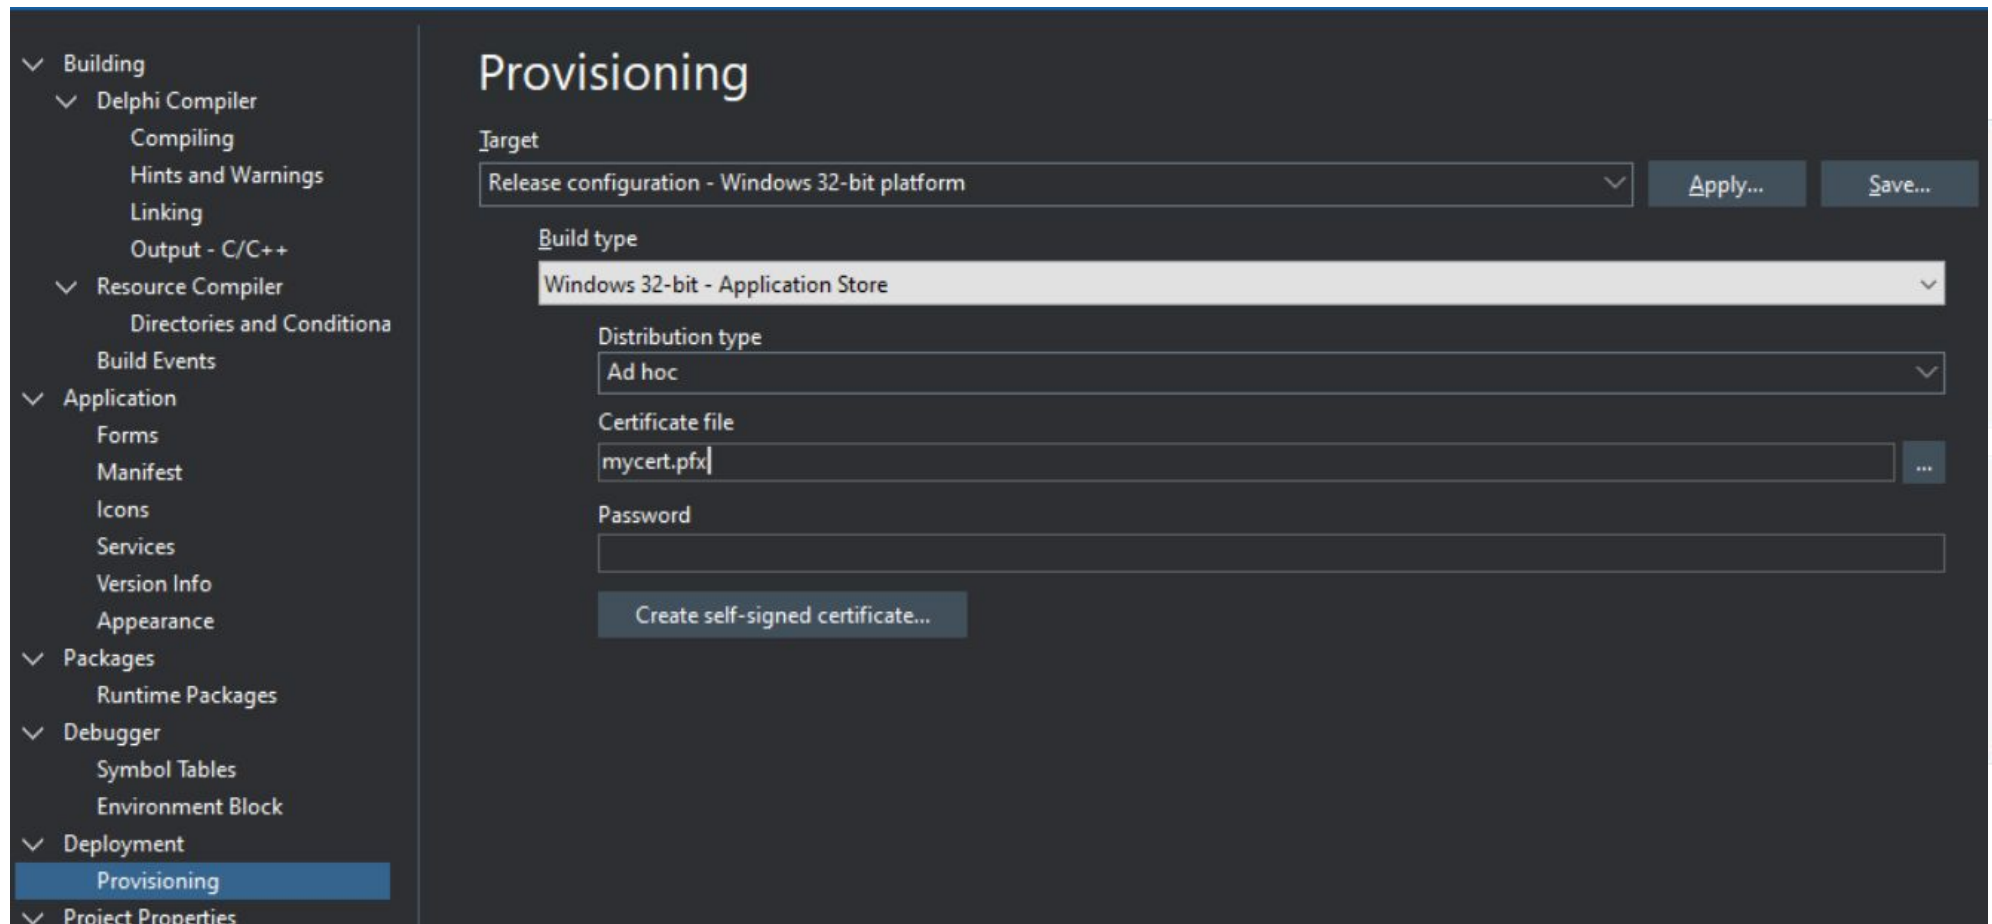 Building
Delphi Compiler
Compiling
Hints and Warnings
Linking
Output - C/C++
Resource Compiler
Directories and Conditiona
Build Events
Application
Forms
Manifest
Icons
Services
Version Info
Appearance
Packages
Runtime Packages
Debugger
Symbol Tables
Environment Block
Deployment
Provisioning
Project Properties
Provisioning
Target
Release configuration - Windows 32-bit platform
Apply...
Save...
Build type
Windows 32-bit - Application Store
Distribution type
Ad hoc
Certificate file
mycert.pfx
...
Password
Create self-signed certificate...